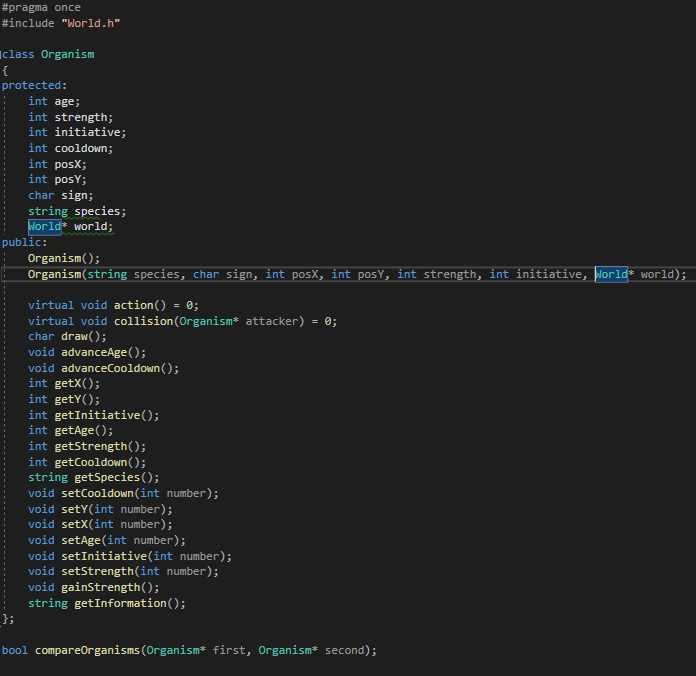 #pragma once
#include "World.h"

class Organism
{
protected:
    int age;
    int strength;
    int initiative;
    int cooldown;
    int posX;
    int posY;
    char sign;
    string species;
    World* world;
public:
    Organism();
    Organism(string species, char sign, int posX, int posY, int strength, int initiative, World* world);

    virtual void action() = 0;
    virtual void collision(Organism* attacker) = 0;
    char draw();
    void advanceAge();
    void advanceCooldown();
    int getX();
    int getY();
    int getInitiative();
    int getAge();
    int getStrength();
    int getCooldown();
    string getSpecies();
    void setCooldown(int number);
    void setY(int number);
    void setX(int number);
    void setAge(int number);
    void setInitiative(int number);
    void setStrength(int number);
    void gainStrength();
    string getInformation();
};

bool compareOrganisms(Organism* first, Organism* second);